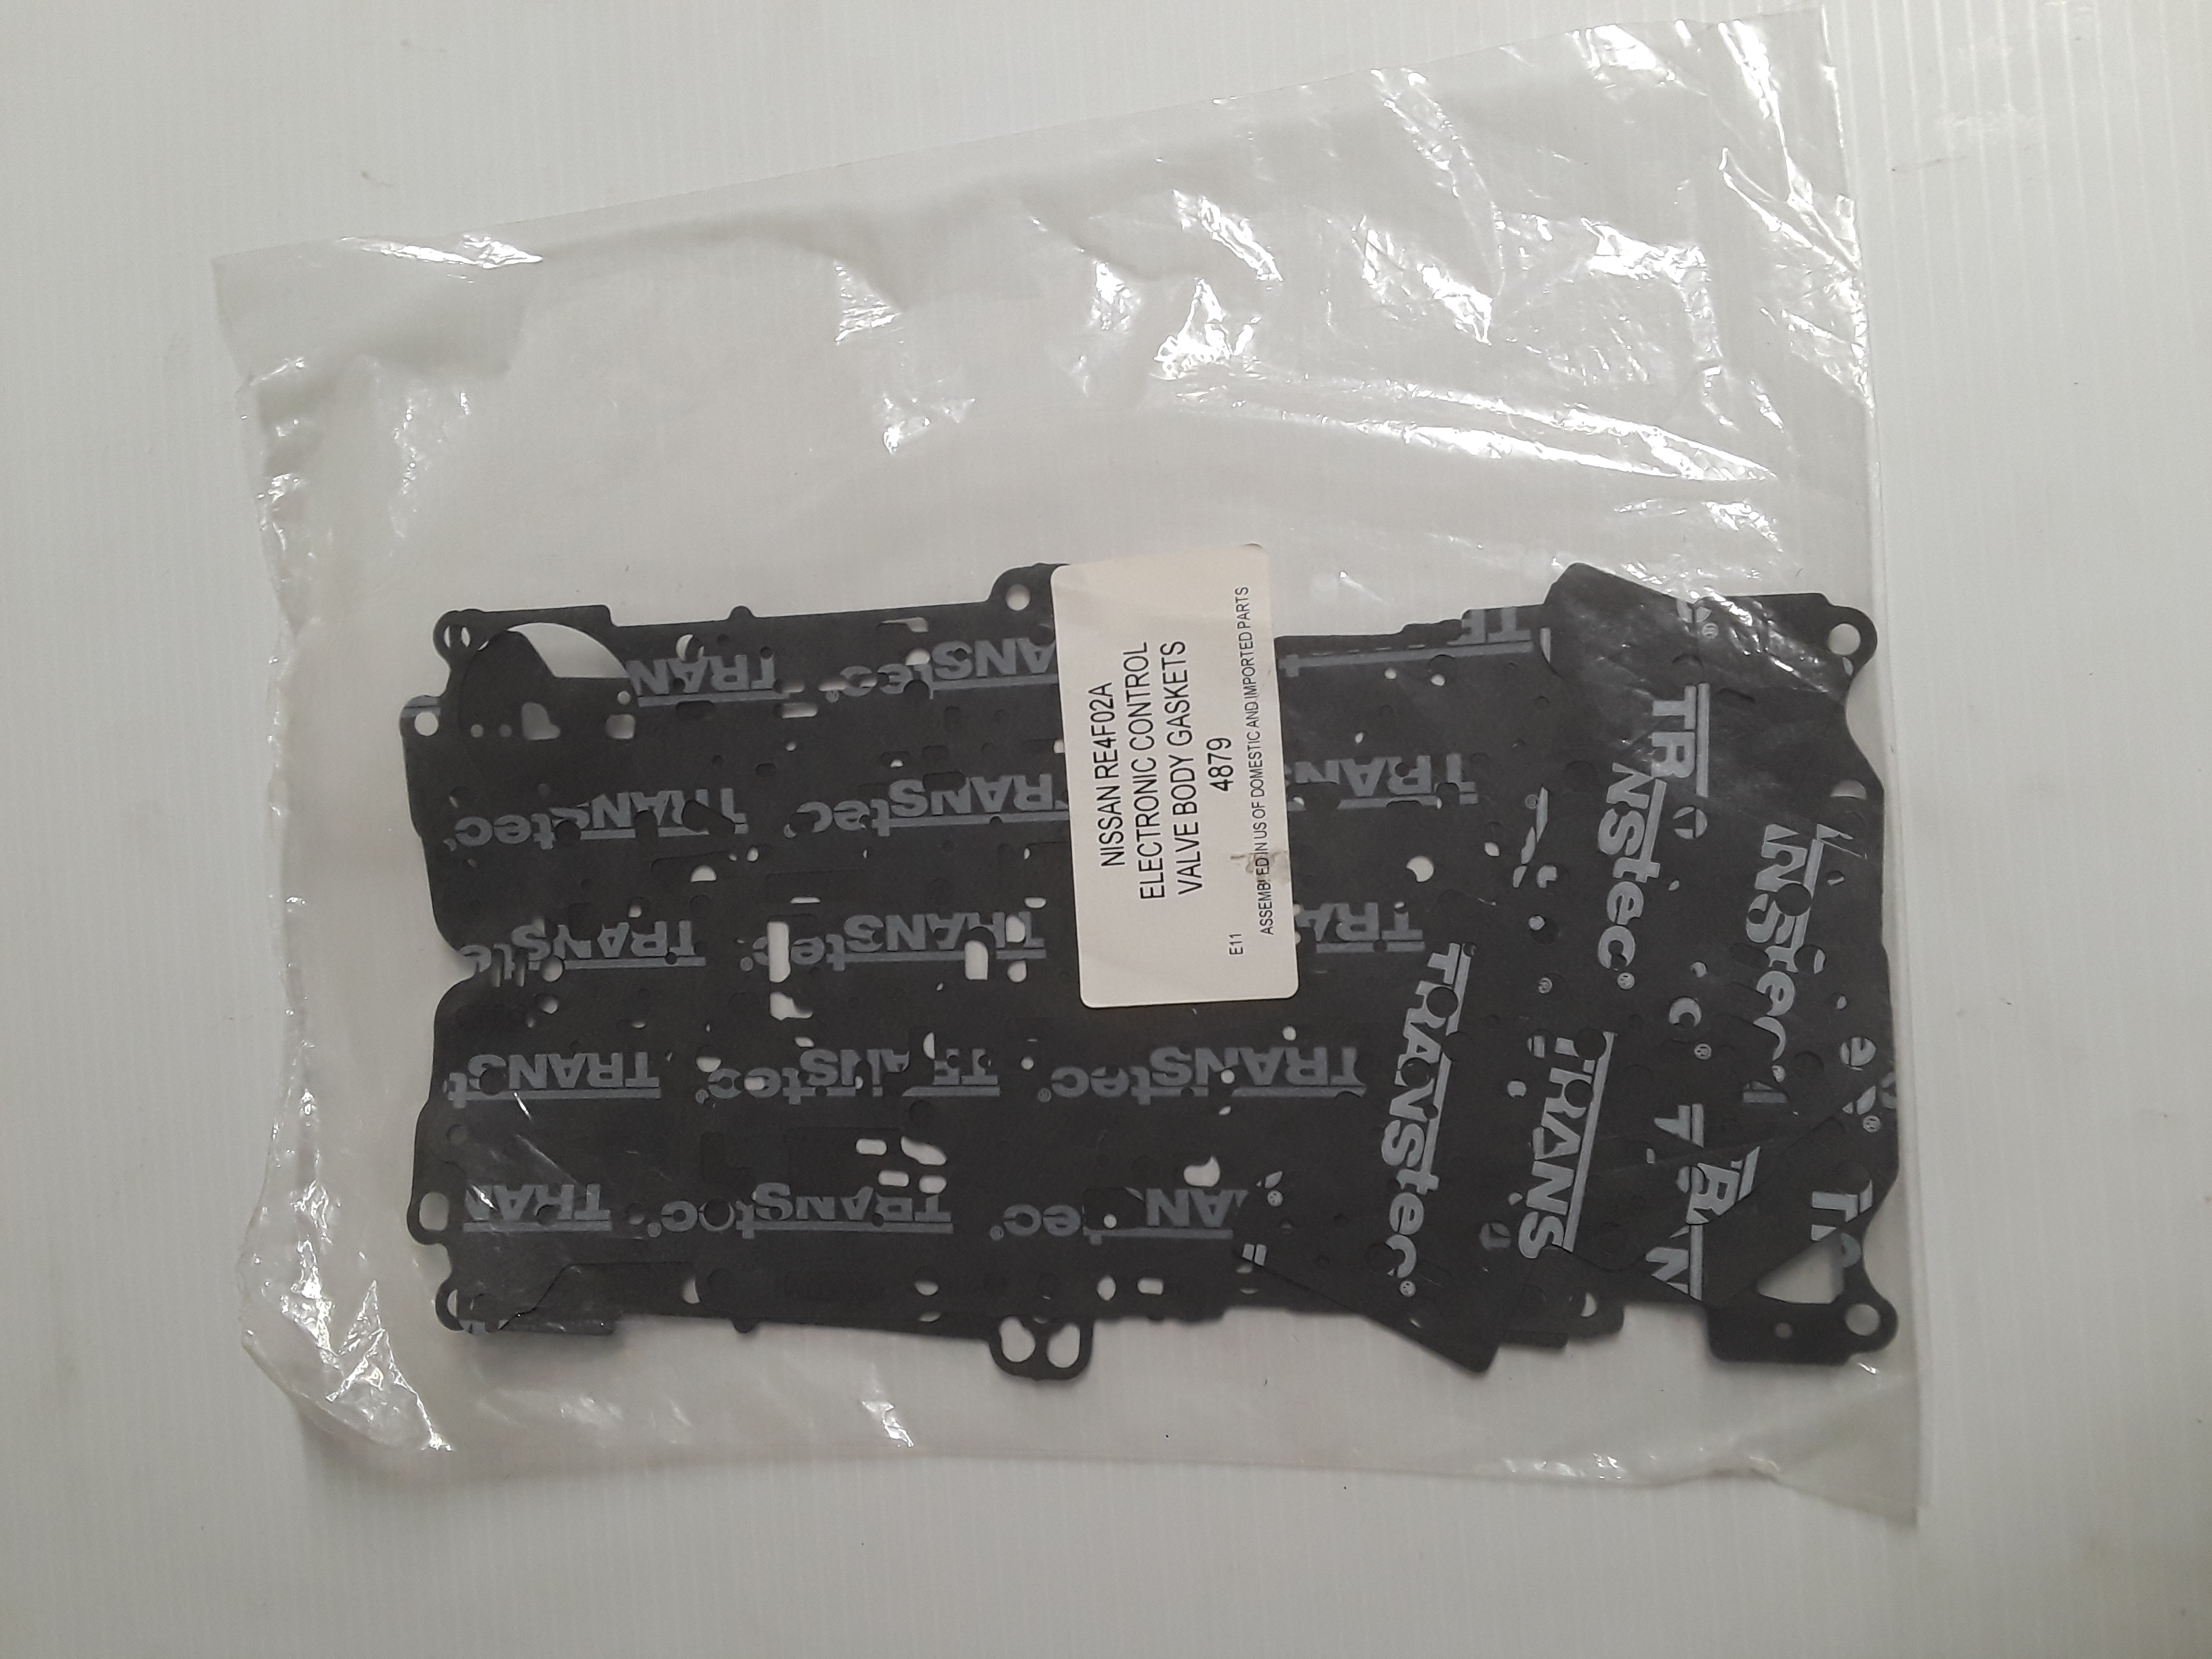 NISSAN RE4F02A
ELECTRONIC CONTROL
VALVE BODY GASKETS
4879
E11
ASSEMBLED IN US OF DOMESTIC AND IMPORTED PARTS
TRANStec®
TRANStec
TRANStec
TRANStec
TRANStec®
TRANStec®
TRANStec®
TRANStec®
TRANS